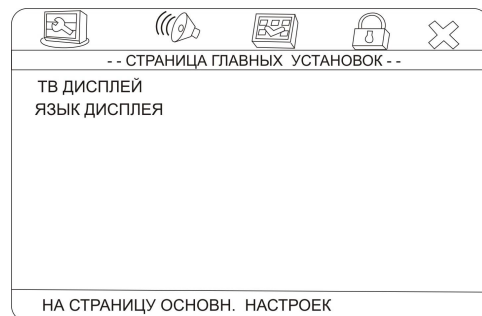 - - СТРАНИЦА ГЛАВНЫХ УСТАНОВОК - -
ТВ ДИСПЛЕЙ
ЯЗЫК ДИСПЛЕЯ
НА СТРАНИЦУ ОСНОВН. НАСТРОЕК